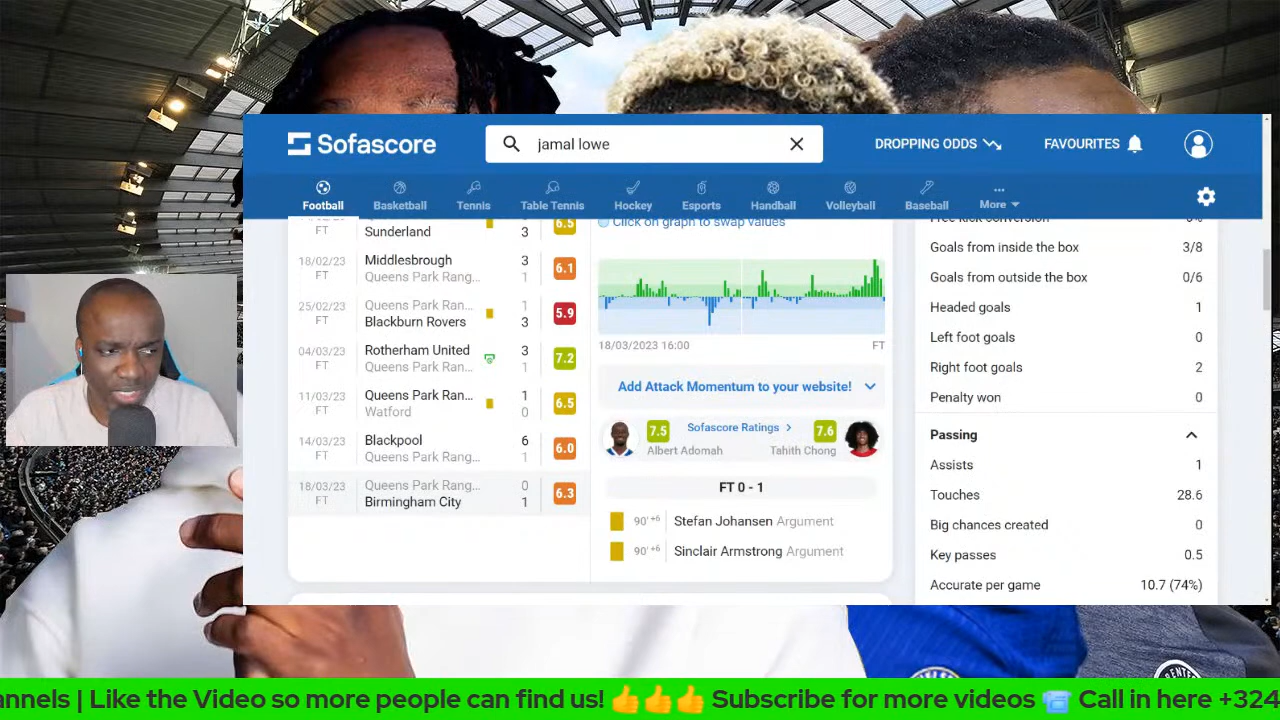 Sofascore
jamal lowe
DROPPING ODDS
FAVOURITES
Football
Basketball
Tennis
Table Tennis
Hockey
Esports
Handball
Volleyball
Baseball
More
FT
Sunderland 3 6.5
18/02/23 Middlesbrough 3
FT Queens Park Rang... 1
6.1
25/02/23 Queens Park Ran... 1
FT Blackburn Rovers 3
5.9
04/03/23 Rotherham United 3
FT Queens Park Ran... 1
7.2
11/03/23 Queens Park Ran... 1
FT Watford 0
6.5
14/03/23 Blackpool 6
FT Queens Park Rang... 1
6.0
18/03/23 Queens Park Rang... 0
FT Birmingham City 1
6.3
Click on graph to swap values
18/03/2023 16:00 FT
Add Attack Momentum to your website!
7.5 Sofascore Ratings > 7.6
Albert Adomah Tahith Chong
FT 0 - 1
90'+6 Stefan Johansen Argument
90'+6 Sinclair Armstrong Argument
Free kick conversion
Goals from inside the box 3/8
Goals from outside the box 0/6
Headed goals 1
Left foot goals 0
Right foot goals 2
Penalty won 0
Passing
Assists 1
Touches 28.6
Big chances created 0
Key passes 0.5
Accurate per game 10.7 (74%)
annels | Like the Video so more people can find us! 👍👍👍 Subscribe for more videos 📹 Call in here +324